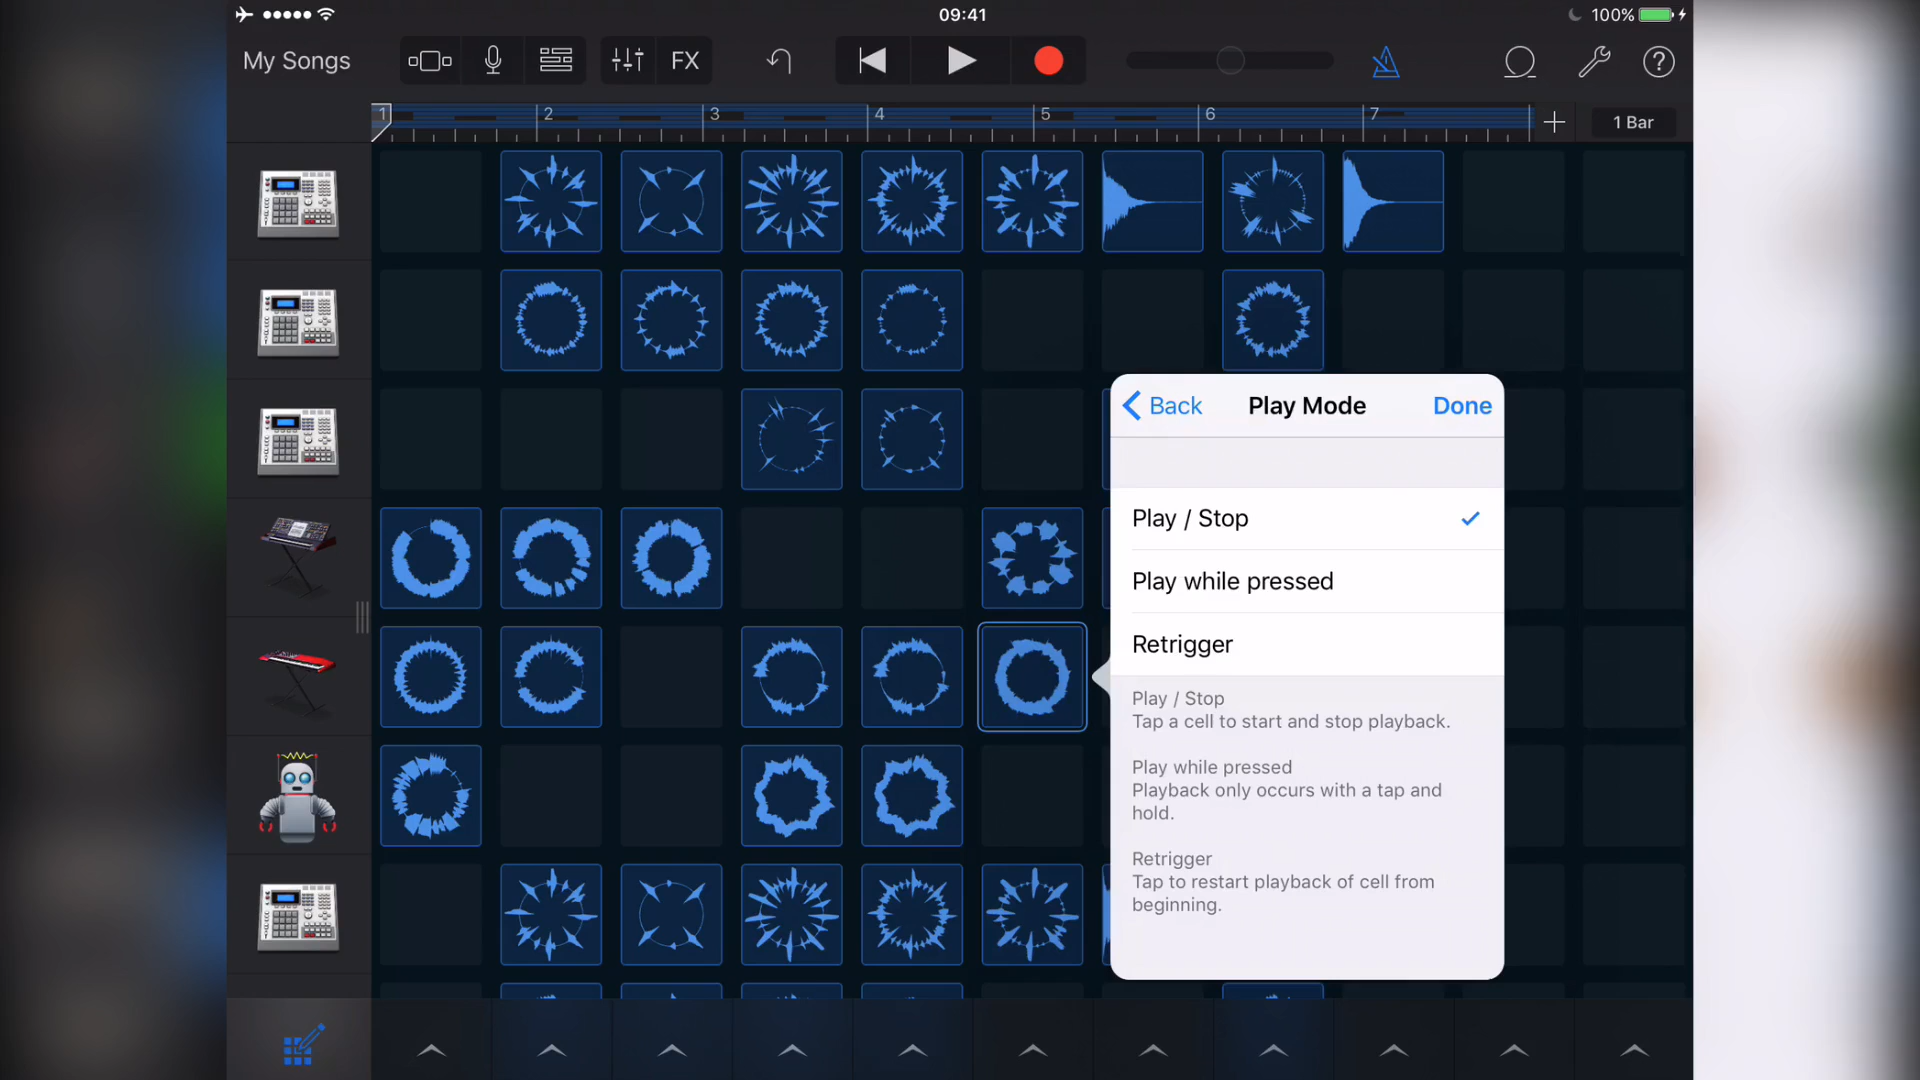 09:41
100%
My Songs
FX
1 2 3 4 5 6 7
1 Bar
Back
Play Mode
Done
Play / Stop
Play while pressed
Retrigger
Play / Stop
Tap a cell to start and stop playback.
Play while pressed
Playback only occurs with a tap and
hold.
Retrigger
Tap to restart playback of cell from
beginning.